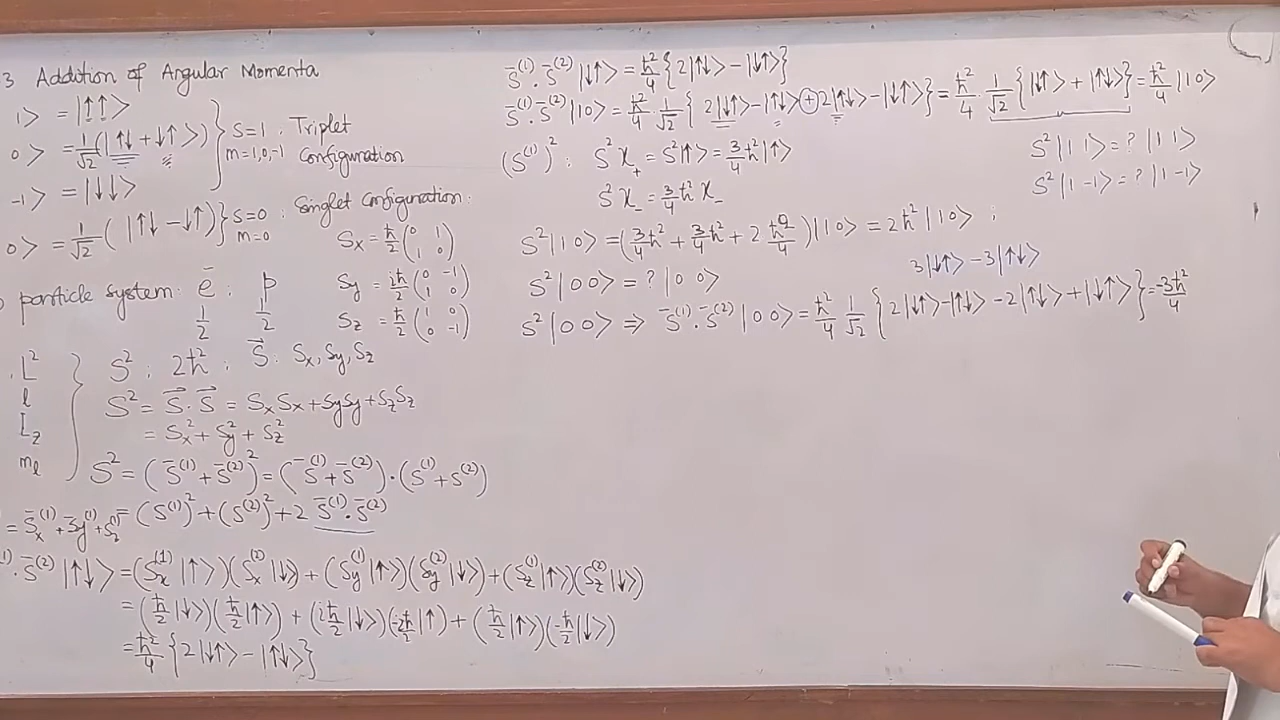 3 Addition of Angular Momenta
1> = |↑↑>
0> = 1/√2 (|↑↓ + ↓↑>)
-1> = |↓↓>
} S=1 . Triplet
m=1,0,-1 Configuration
0> = 1/√2 ( |↑↓ - ↓↑) } S=0 : Singlet Configuration.
m=0
particle system: e̅ : p
1/2 1/2
Sx = ħ/2 (0 1
1 0)
Sy = iħ/2 (0 -1
1 0)
Sz = ħ/2 (1 0
0 -1)
L²
l
Lz
ml
S² : 2ħ² : S⃗ : Sx, Sy, Sz
S² = S⃗ . S⃗ = SxSx + SySy + SzSz
= Sx² + Sy² + Sz²
S² = (S̅⁽¹⁾ + S̅⁽²⁾)² = (S̅⁽¹⁾ + S̅⁽²⁾) . (S⁽¹⁾ + S⁽²⁾)
= (S⁽¹⁾)² + (S⁽²⁾)² + 2 S̅⁽¹⁾ . S̅⁽²⁾
= S̅x⁽¹⁾ + S̅y⁽¹⁾ + Sz⁽¹⁾
⁽¹⁾ . S̅⁽²⁾ |↑↓> = (Sx⁽¹⁾ |↑>)(Sx⁽²⁾ |↓) + (Sy⁽¹⁾ |↑>)(Sy⁽²⁾ |↓>) + (Sz⁽¹⁾ |↑>)(Sz⁽²⁾ |↓>)
= (ħ/2 |↓>)(ħ/2 |↑>) + (iħ/2 |↓>)(-iħ/2 |↑) + (ħ/2 |↑>)(-ħ/2 |↓>)
= ħ²/4 {2|↓↑> - |↑↓>}
S̅⁽¹⁾ . S̅⁽²⁾ |↓↑> = ħ²/4 {2|↑↓> - |↓↑>}
S̅⁽¹⁾ . S̅⁽²⁾ |1 0> = ħ²/4 . 1/√2 { 2|↓↑> - |↑↓> + 2|↑↓> - |↓↑> } = ħ²/4 . 1/√2 {|↓↑> + |↑↓>} = ħ²/4 |1 0>
(S⁽¹⁾)² : S² χ₊ = S²|↑> = 3/4 ħ² |↑>
S² χ₋ = 3/4 ħ² χ₋
S² |1 1> = ? |1 1>
S² |1 -1> = ? |1 -1>
S² |1 0> = (3/4 ħ² + 3/4 ħ² + 2 ħ²/4) |1 0> = 2ħ² |1 0> ;
S² |0 0> = ? |0 0>
3|↓↑> - 3|↑↓>
S² |0 0> ⇒ S̅⁽¹⁾ . S̅⁽²⁾ |0 0> = ħ²/4 1/√2 { 2|↓↑> - |↑↓> - 2|↑↓> + |↓↑> } = -3ħ²/4